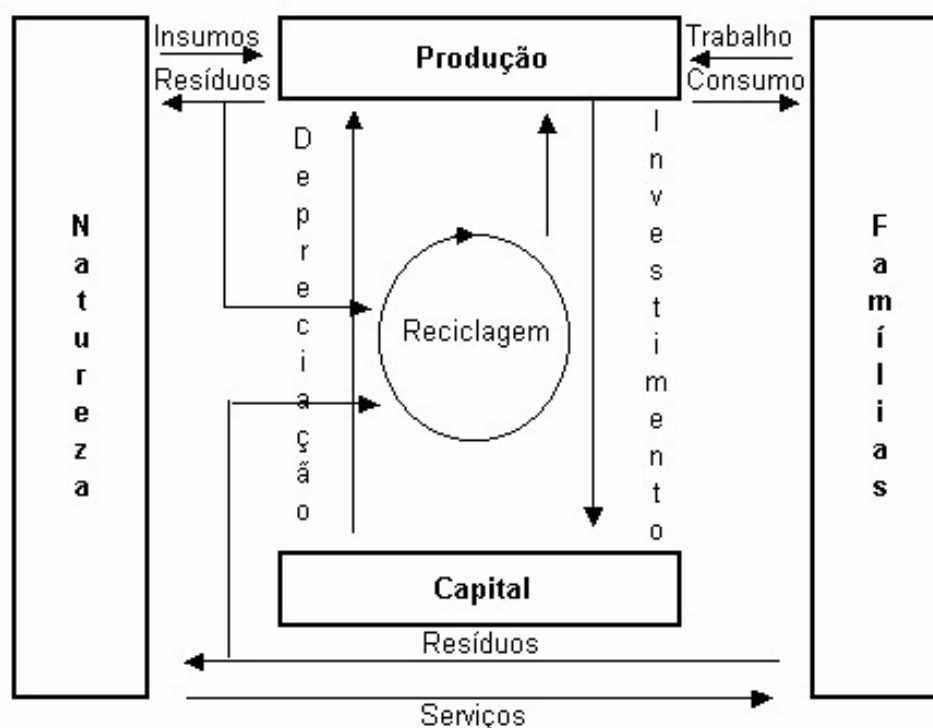 Insumos
Produção
Trabalho
Resíduos
Consumo
Natureza
Depreciação
Reciclagem
Investimento
Famílias
Capital
Resíduos
Serviços